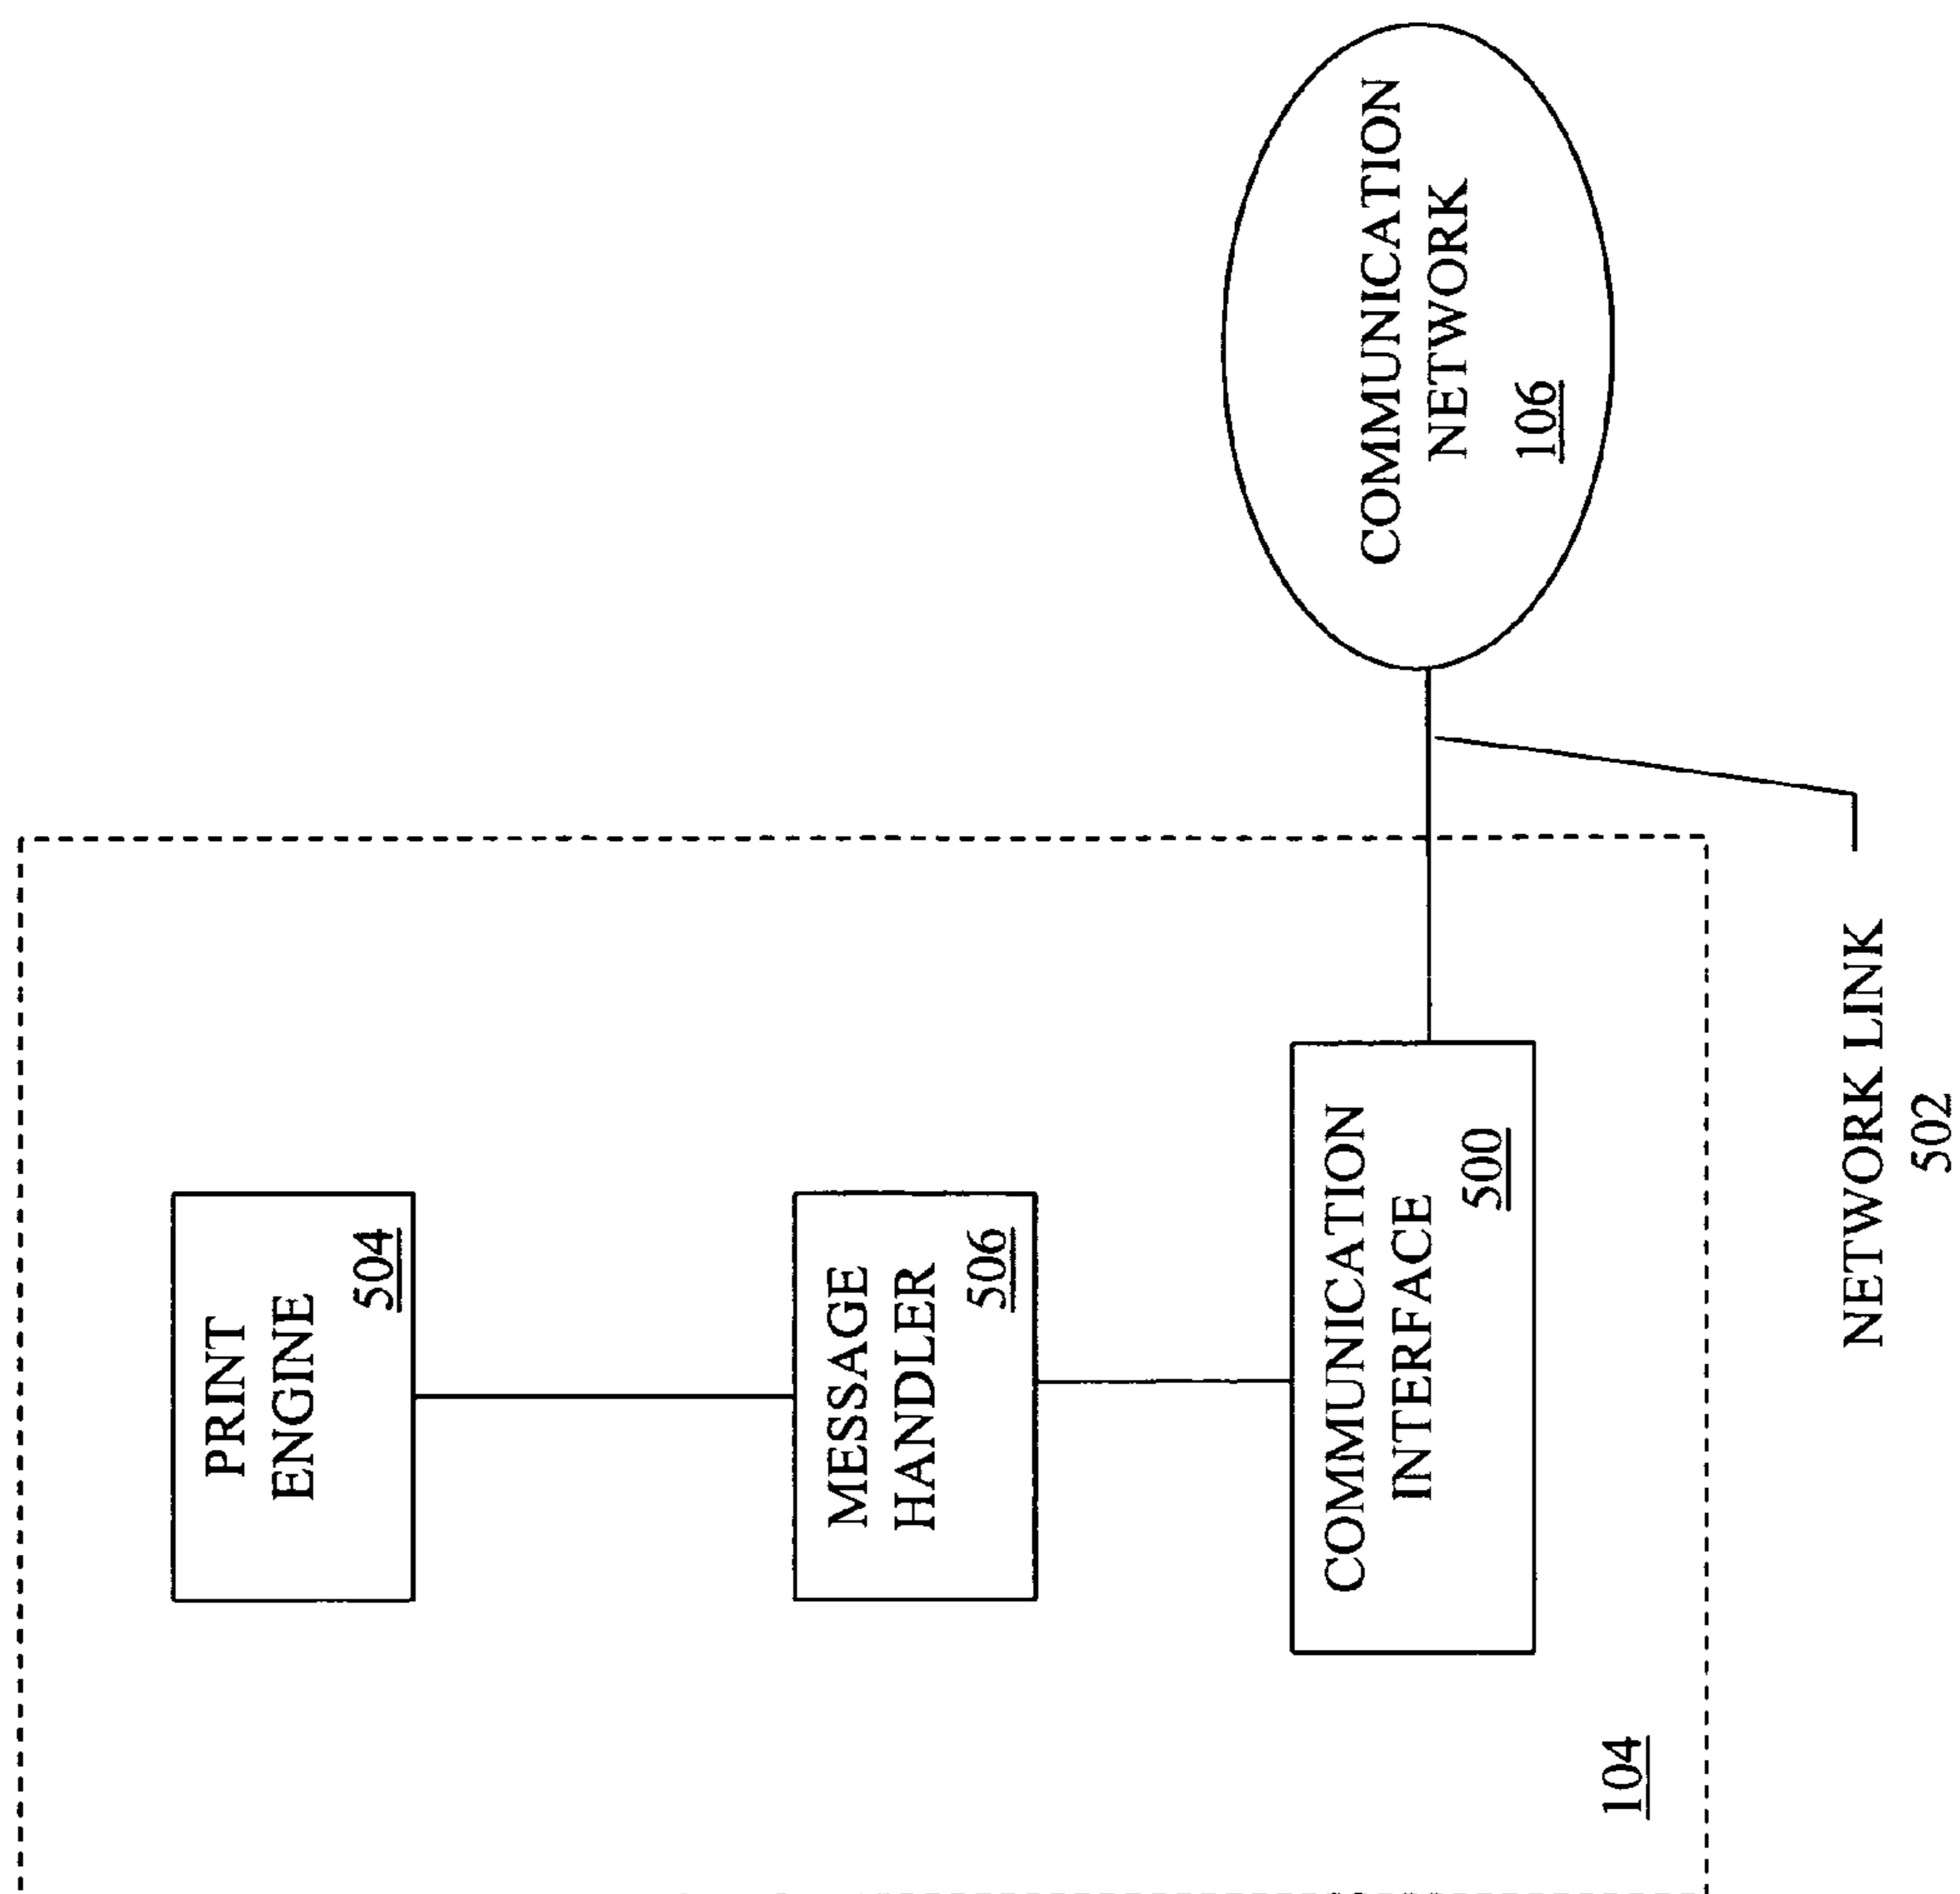 PRINT
ENGINE
504
MESSAGE
HANDLER
506
COMMUNICATION
INTERFACE
500
104
COMMUNICATION
NETWORK
106
NETWORK LINK
502